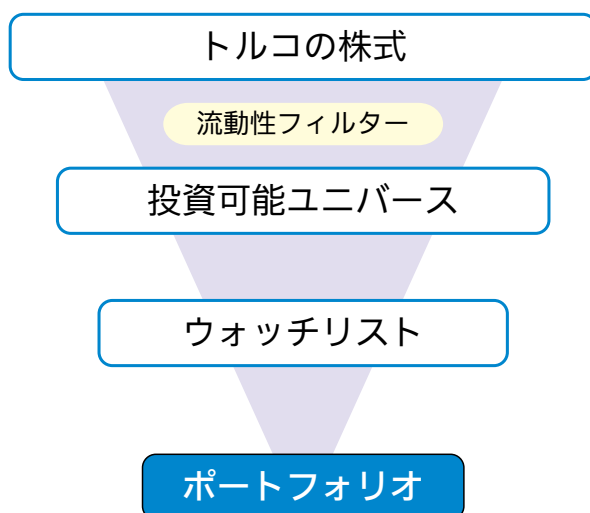 トルコの株式
流動性フィルター
投資可能ユニバース
ウォッチリスト
ポートフォリオ